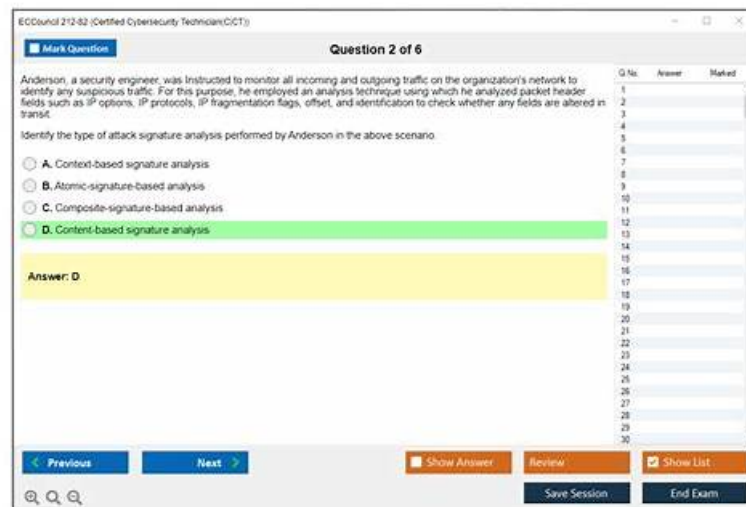 ECCouncil 212-82 (Certified Cybersecurity Technician(C|CT))
Mark Question
Question 2 of 6
Anderson, a security engineer, was Instructed to monitor all incoming and outgoing traffic on the organization's network to
identify any suspicious traffic. For this purpose, he employed an analysis technique using which he analyzed packet header
fields such as IP options, IP protocols, IP fragmentation flags, offset, and identification to check whether any fields are altered in
transit.
Identify the type of attack signature analysis performed by Anderson in the above scenario.
A. Context-based signature analysis
B. Atomic-signature-based analysis
C. Composite-signature-based analysis
D. Content-based signature analysis
Answer: D
Q.No. Answer Marked
1
2
3
4
5
6
7
8
9
10
11
12
13
14
15
16
17
18
19
20
21
22
23
24
25
26
27
28
29
30
Previous
Next
Show Answer
Review
Show List
Save Session
End Exam